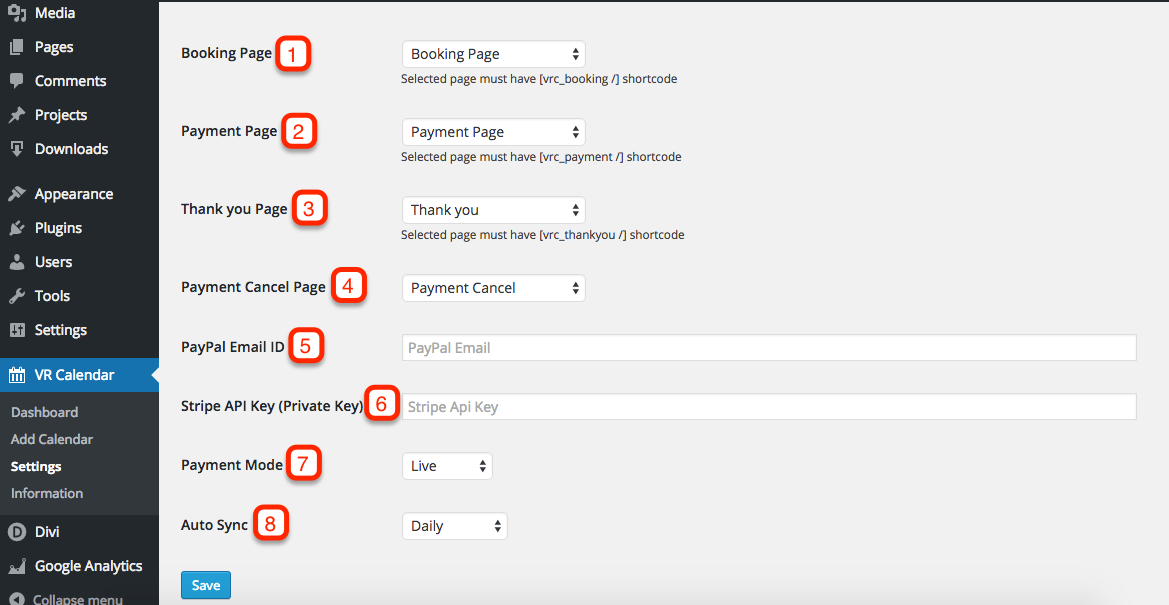 Media
Pages
Comments
Projects
Downloads
Appearance
Plugins
Users
Tools
Settings
VR Calendar
Dashboard
Add Calendar
Settings
Information
Divi
Google Analytics
Collapse menu
Booking Page 1 Booking Page
Selected page must have [vrc_booking /] shortcode
Payment Page 2 Payment Page
Selected page must have [vrc_payment /] shortcode
Thank you Page 3 Thank you
Selected page must have [vrc_thankyou /] shortcode
Payment Cancel Page 4 Payment Cancel
PayPal Email ID 5 PayPal Email
Stripe API Key (Private Key) 6 Stripe Api Key
Payment Mode 7 Live
Auto Sync 8 Daily
Save